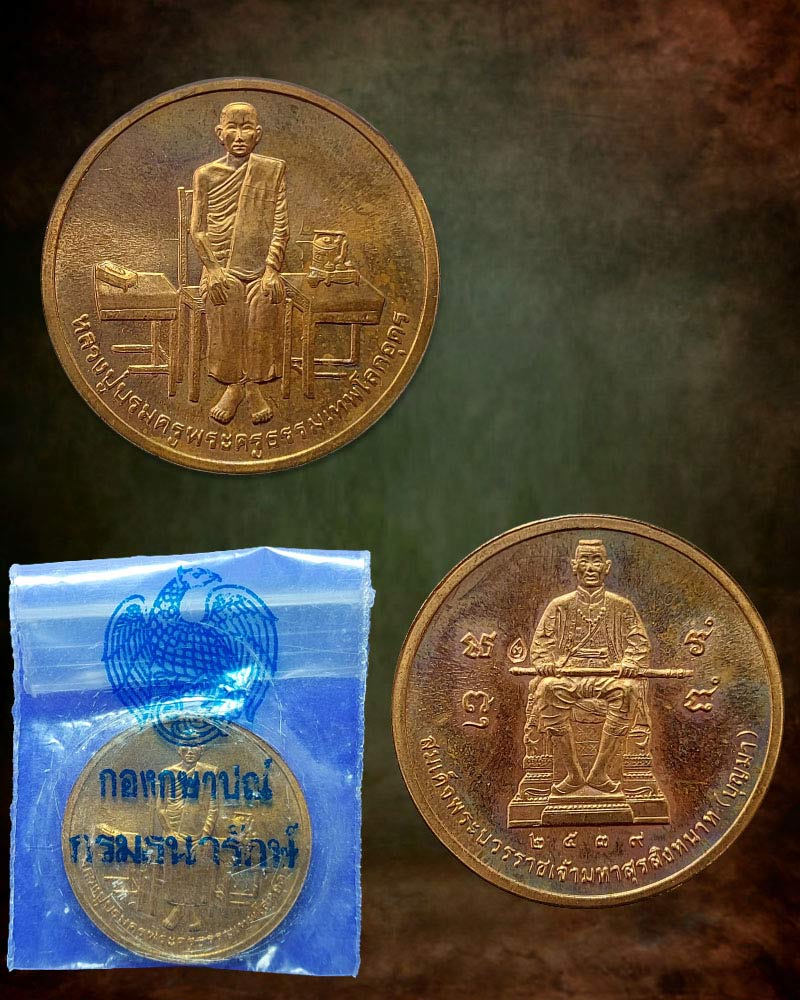 หลวงปู่บรมครูพระครูธรรมเทพโลกอุดร
กองกษาปณ์
กรมธนารักษ์
๒๕๓๙
สมเด็จพระบวรราชเจ้ามหาสุรสิงหนาท (บุญมา)